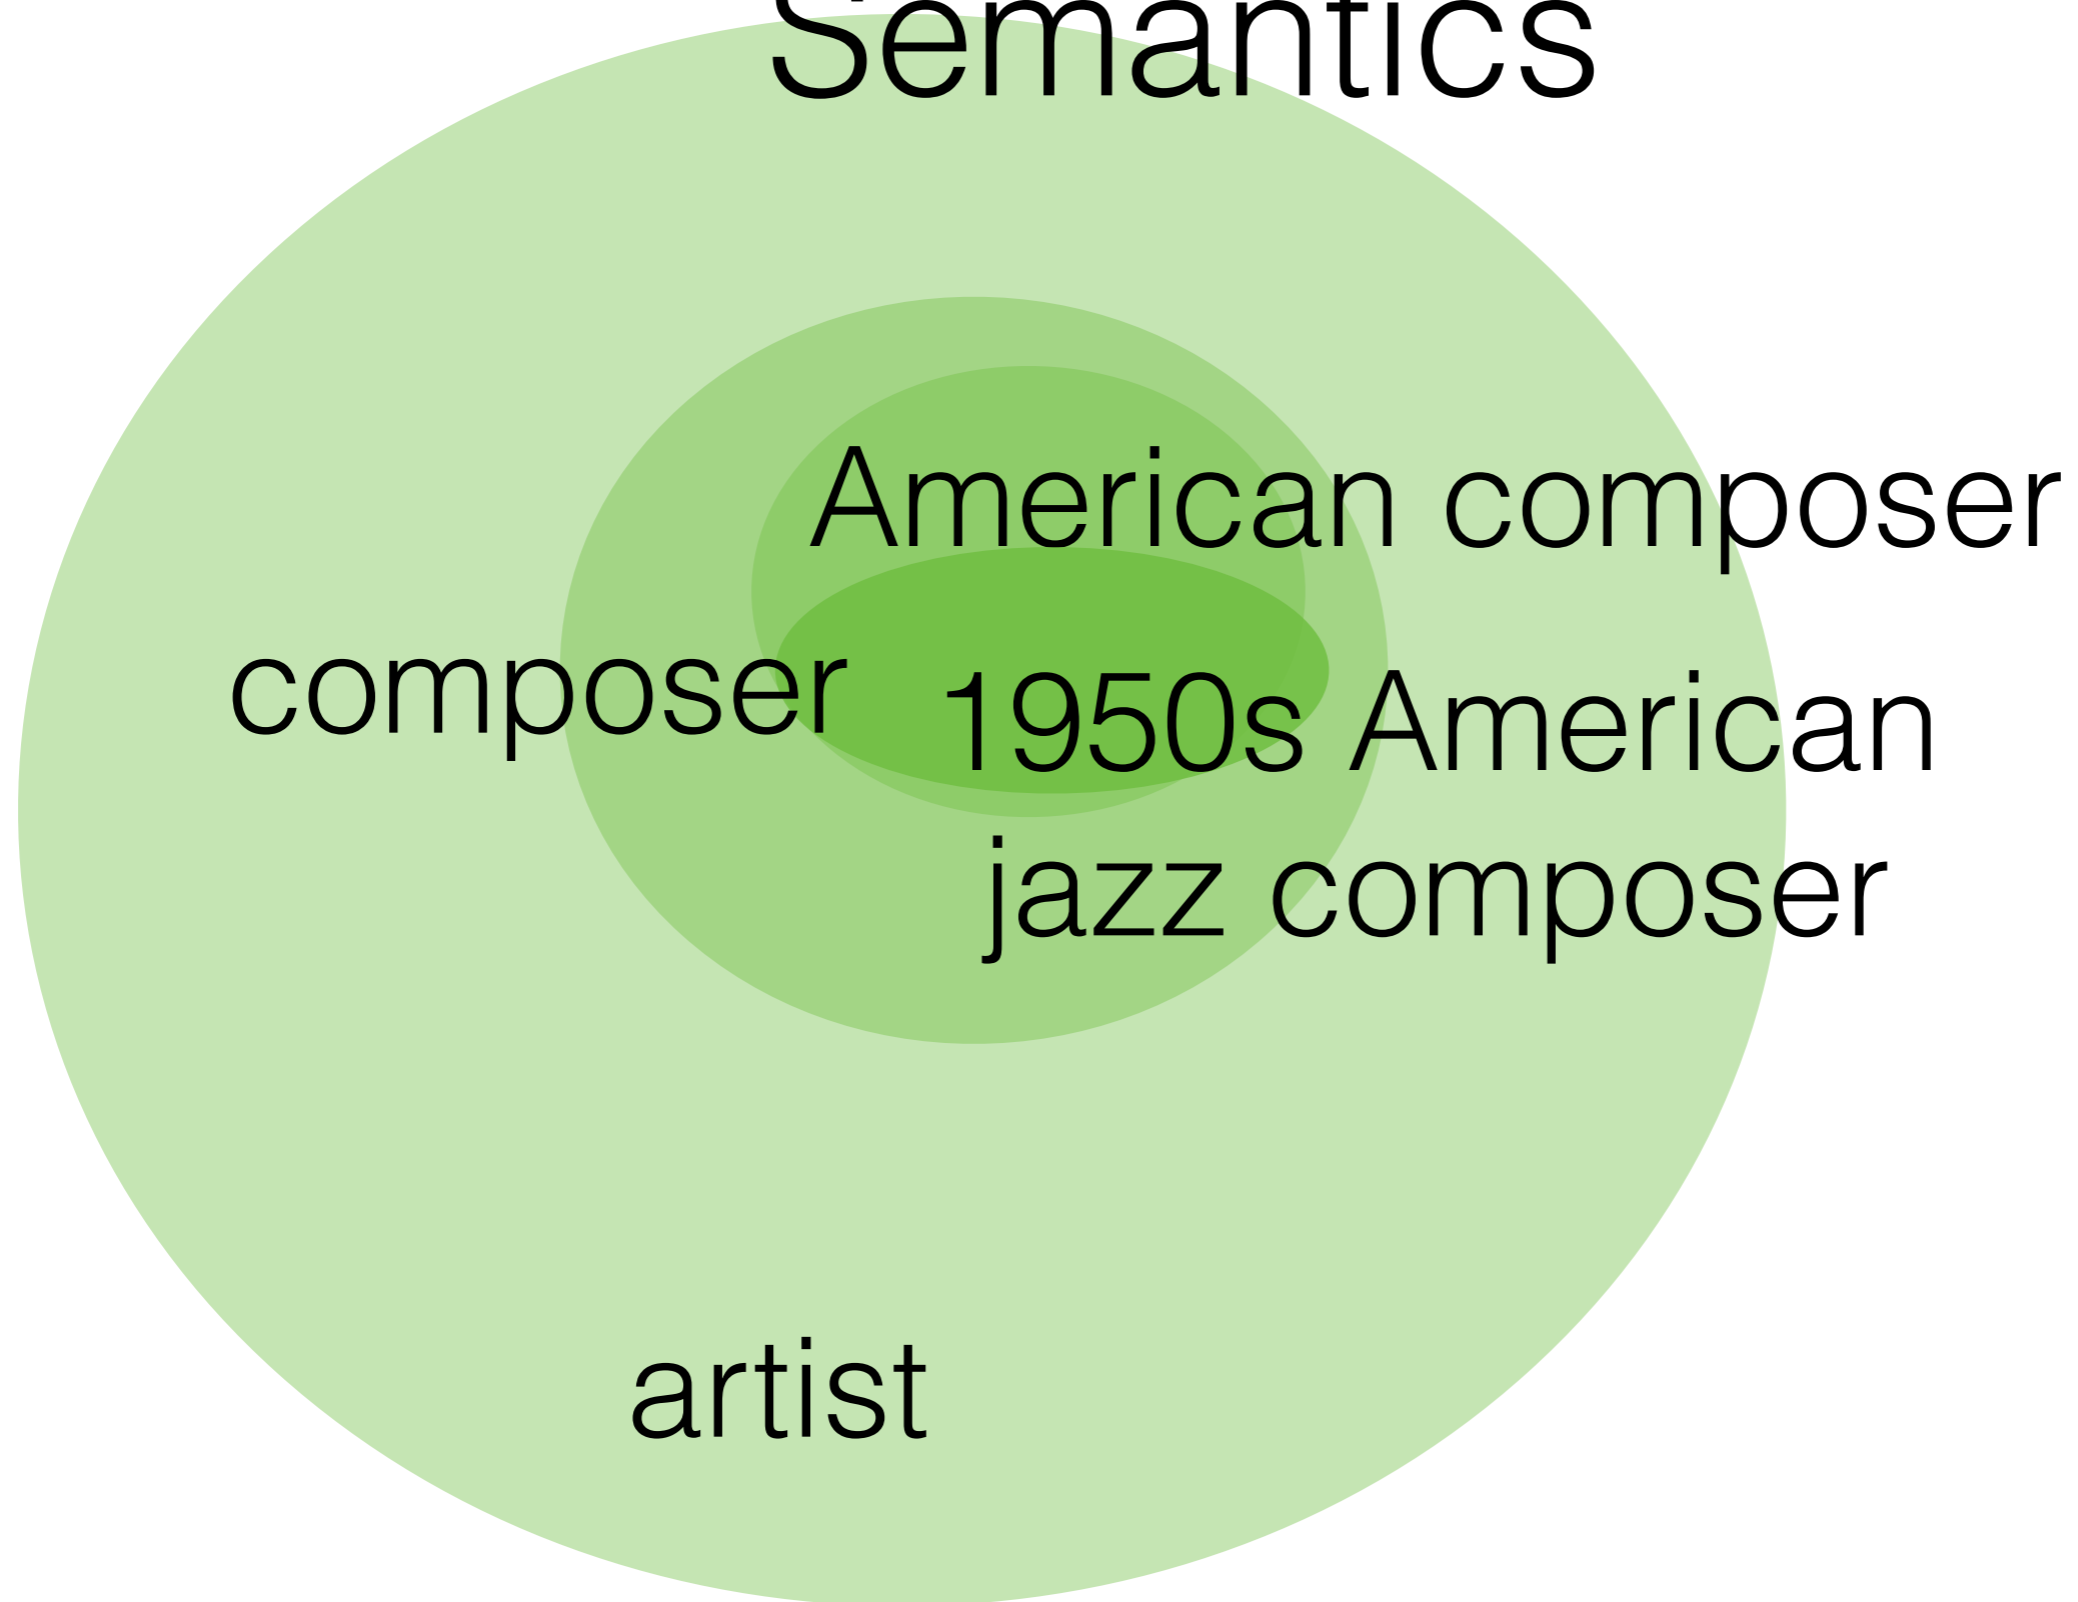 Semantics
American composer
composer
1950s American
jazz composer
artist